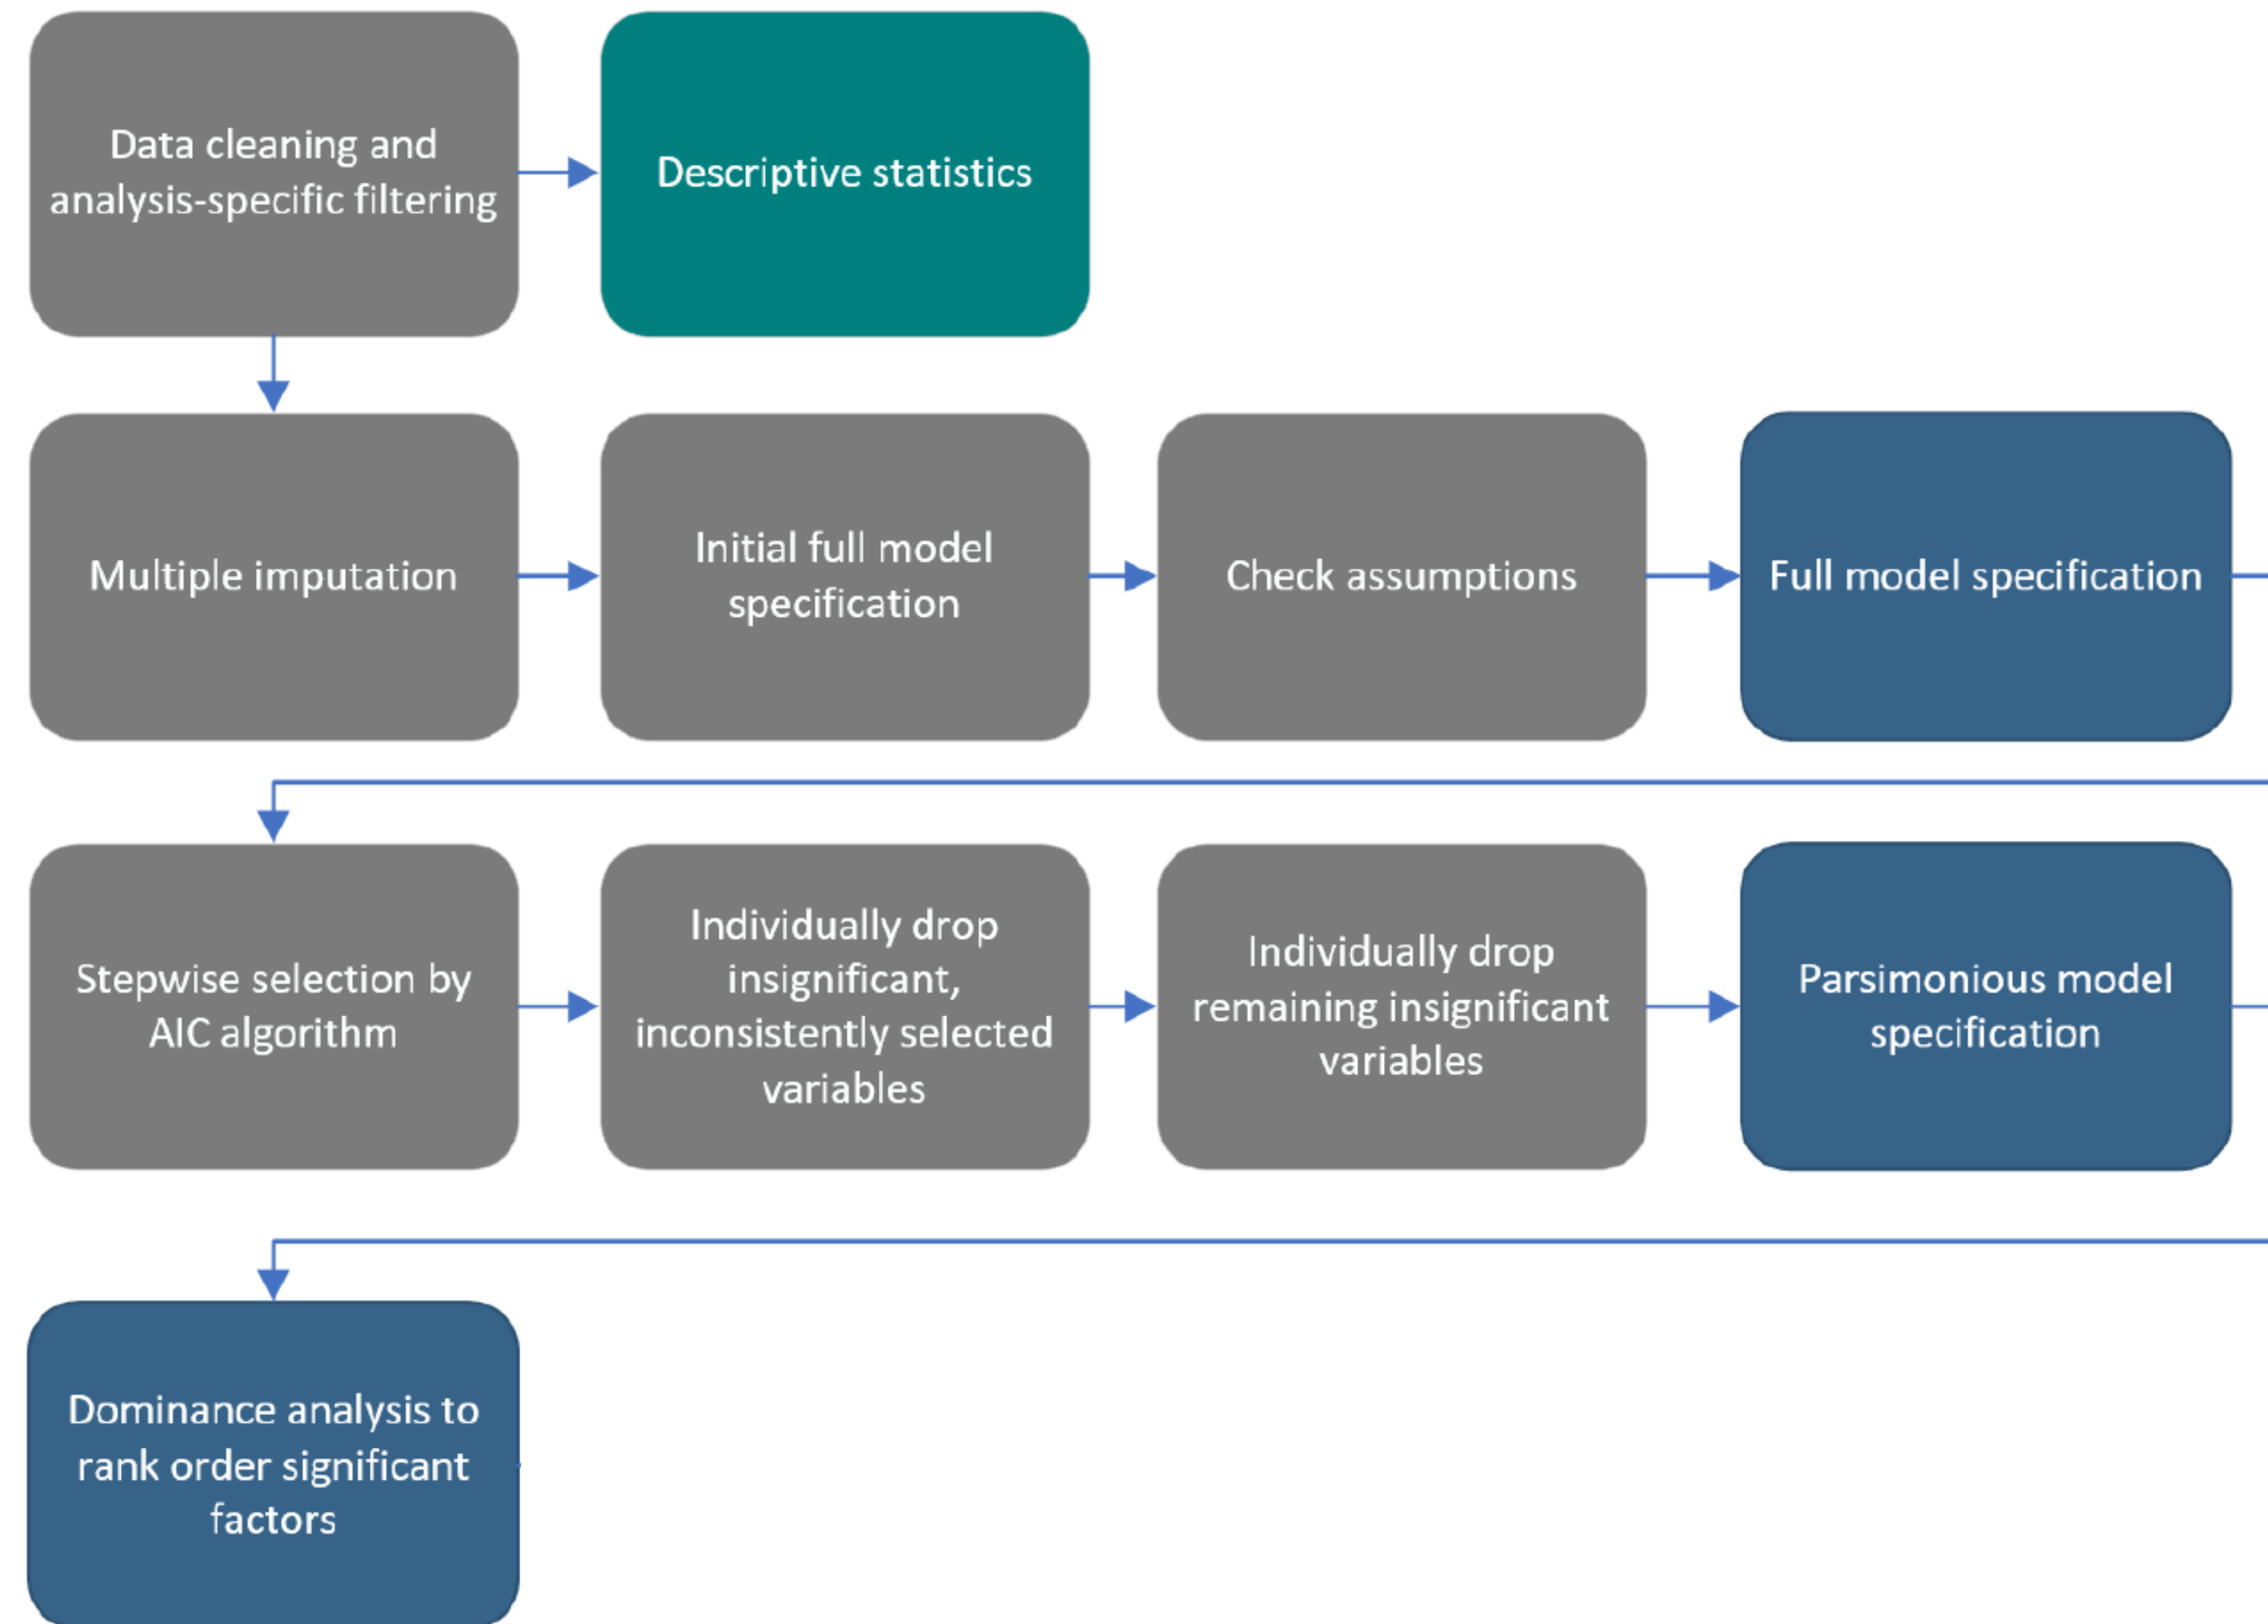 Data cleaning and
analysis-specific filtering
Descriptive statistics
Multiple imputation
Initial full model
specification
Check assumptions
Full model specification
Stepwise selection by
AIC algorithm
Individually drop
insignificant,
inconsistently selected
variables
Individually drop
remaining insignificant
variables
Parsimonious model
specification
Dominance analysis to
rank order significant
factors